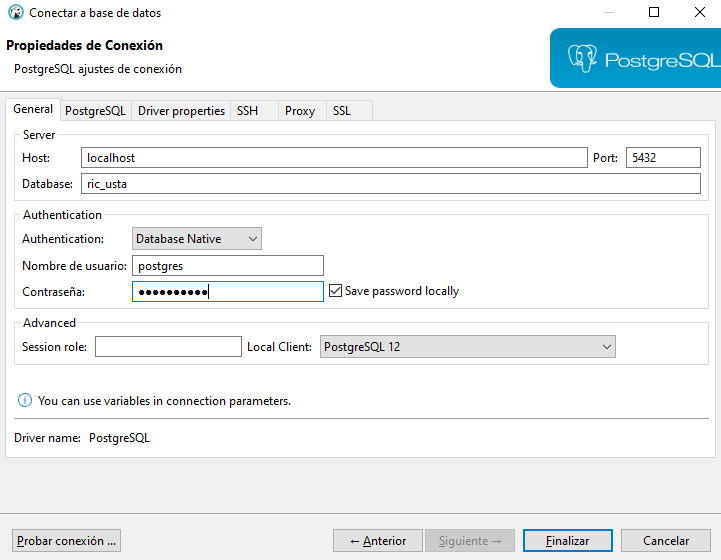 Conectar a base de datos
Propiedades de Conexión
PostgreSQL ajustes de conexión
PostgreSQL
General PostgreSQL Driver properties SSH Proxy SSL
Server
Host: localhost Port: 5432
Database: ric_usta
Authentication
Authentication: Database Native
Nombre de usuario: postgres
Contraseña: ●●●●●●●●●● Save password locally
Advanced
Session role: Local Client: PostgreSQL 12
You can use variables in connection parameters.
Driver name: PostgreSQL
Probar conexión ... ← Anterior Siguiente → Finalizar Cancelar